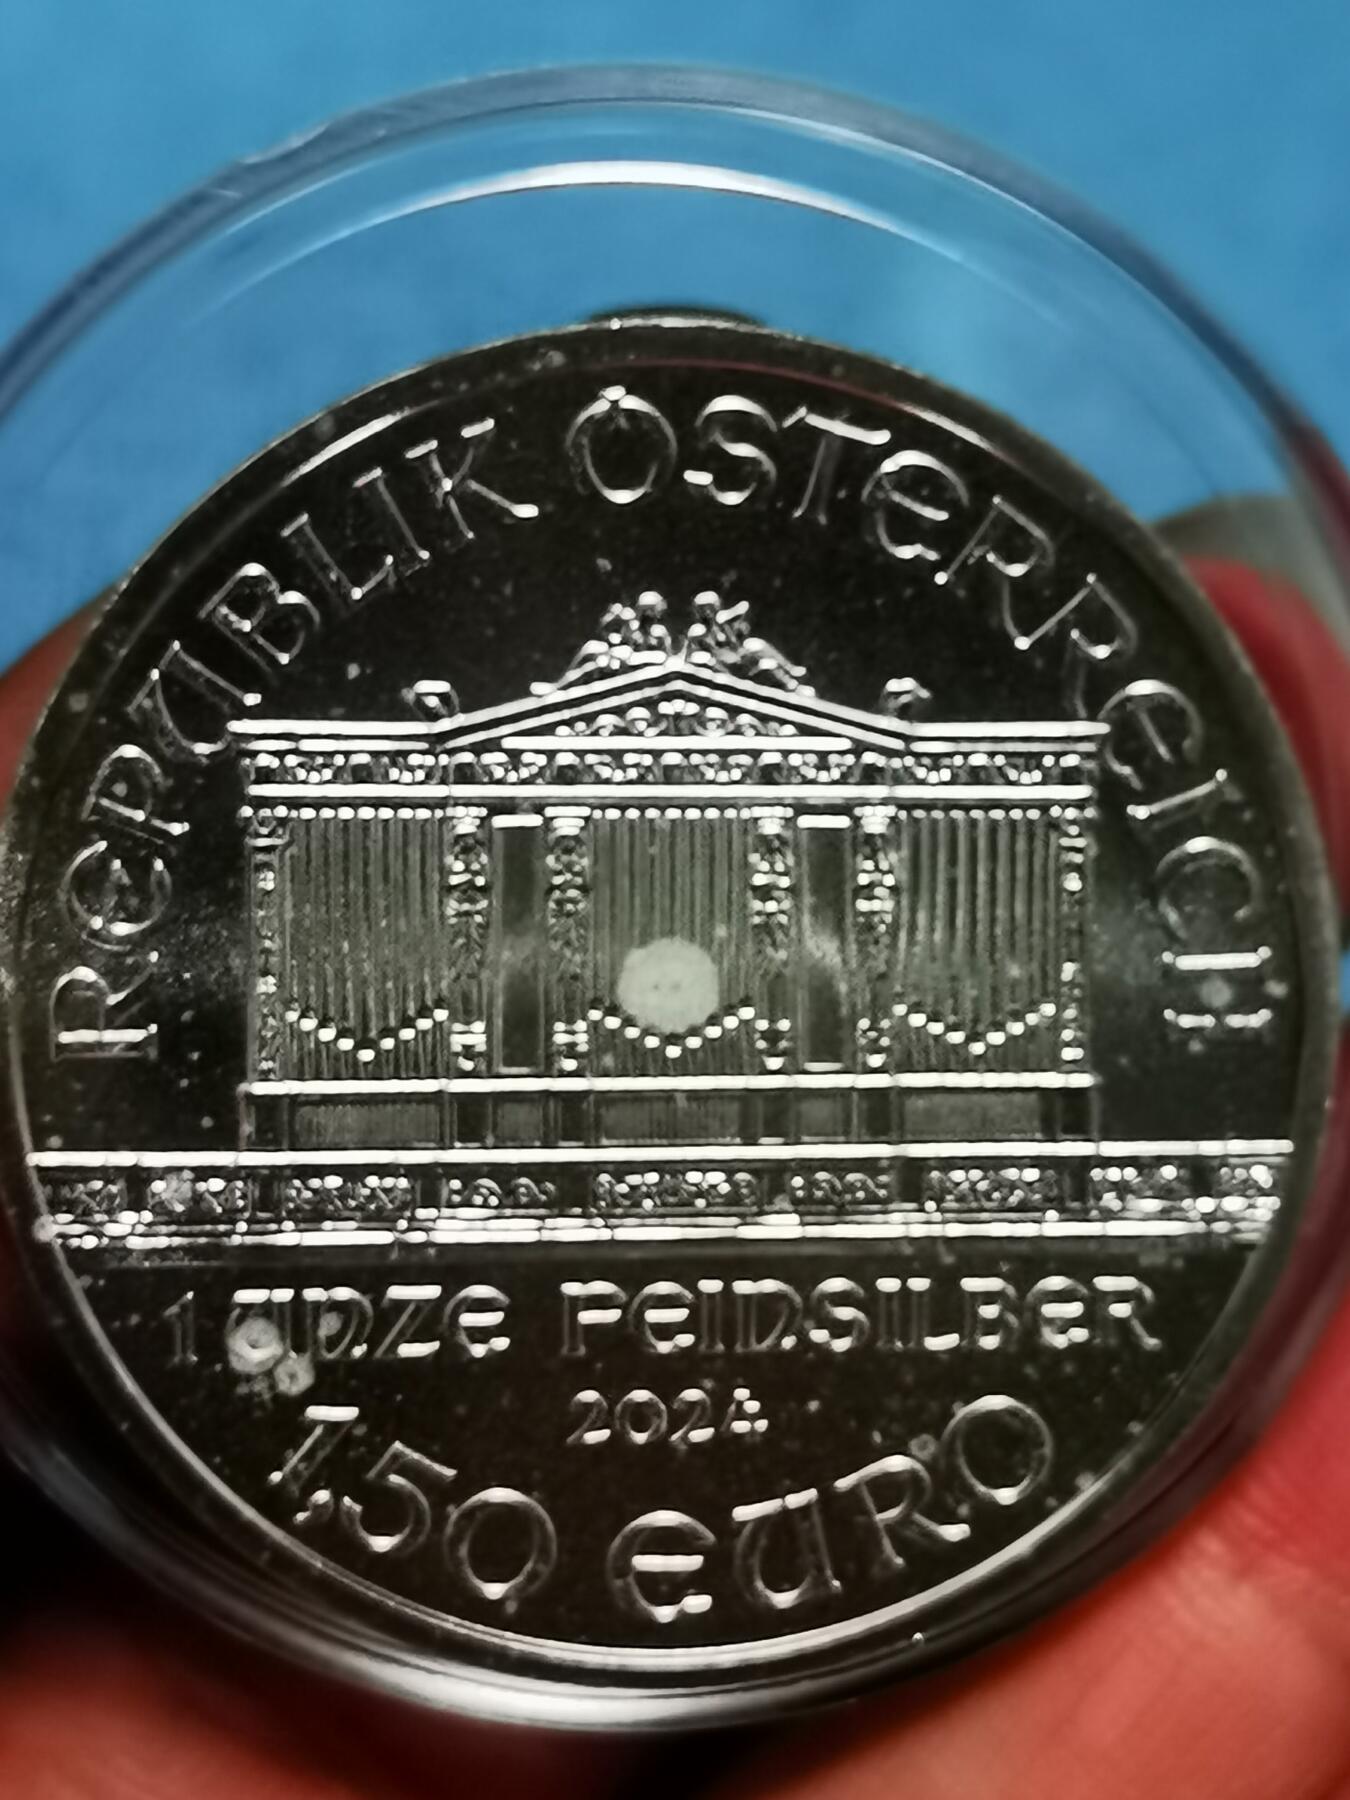 REPUBLIK ÖSTERREICH
1 UNZE FEINSILBER
2024
1,50 EURO